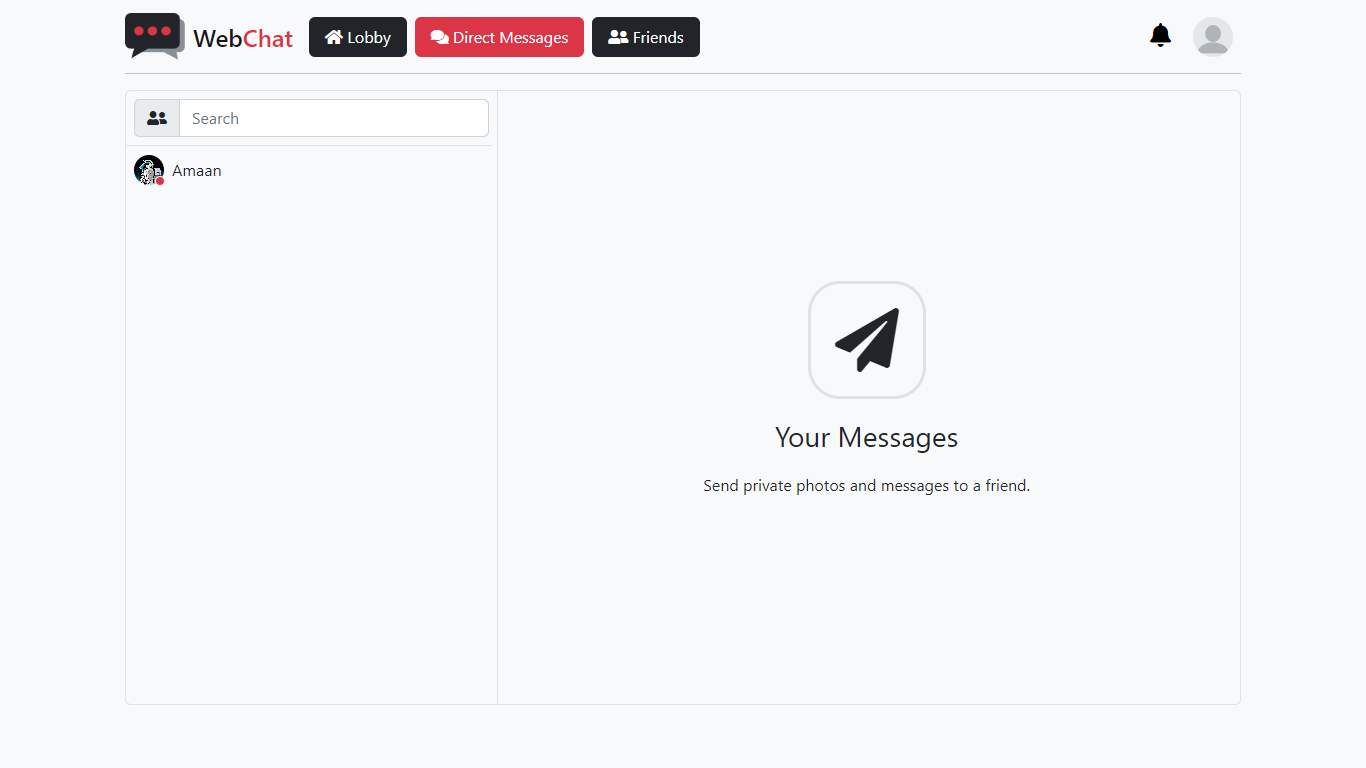 WebChat
Lobby
Direct Messages
Friends
Search
Amaan
Your Messages
Send private photos and messages to a friend.